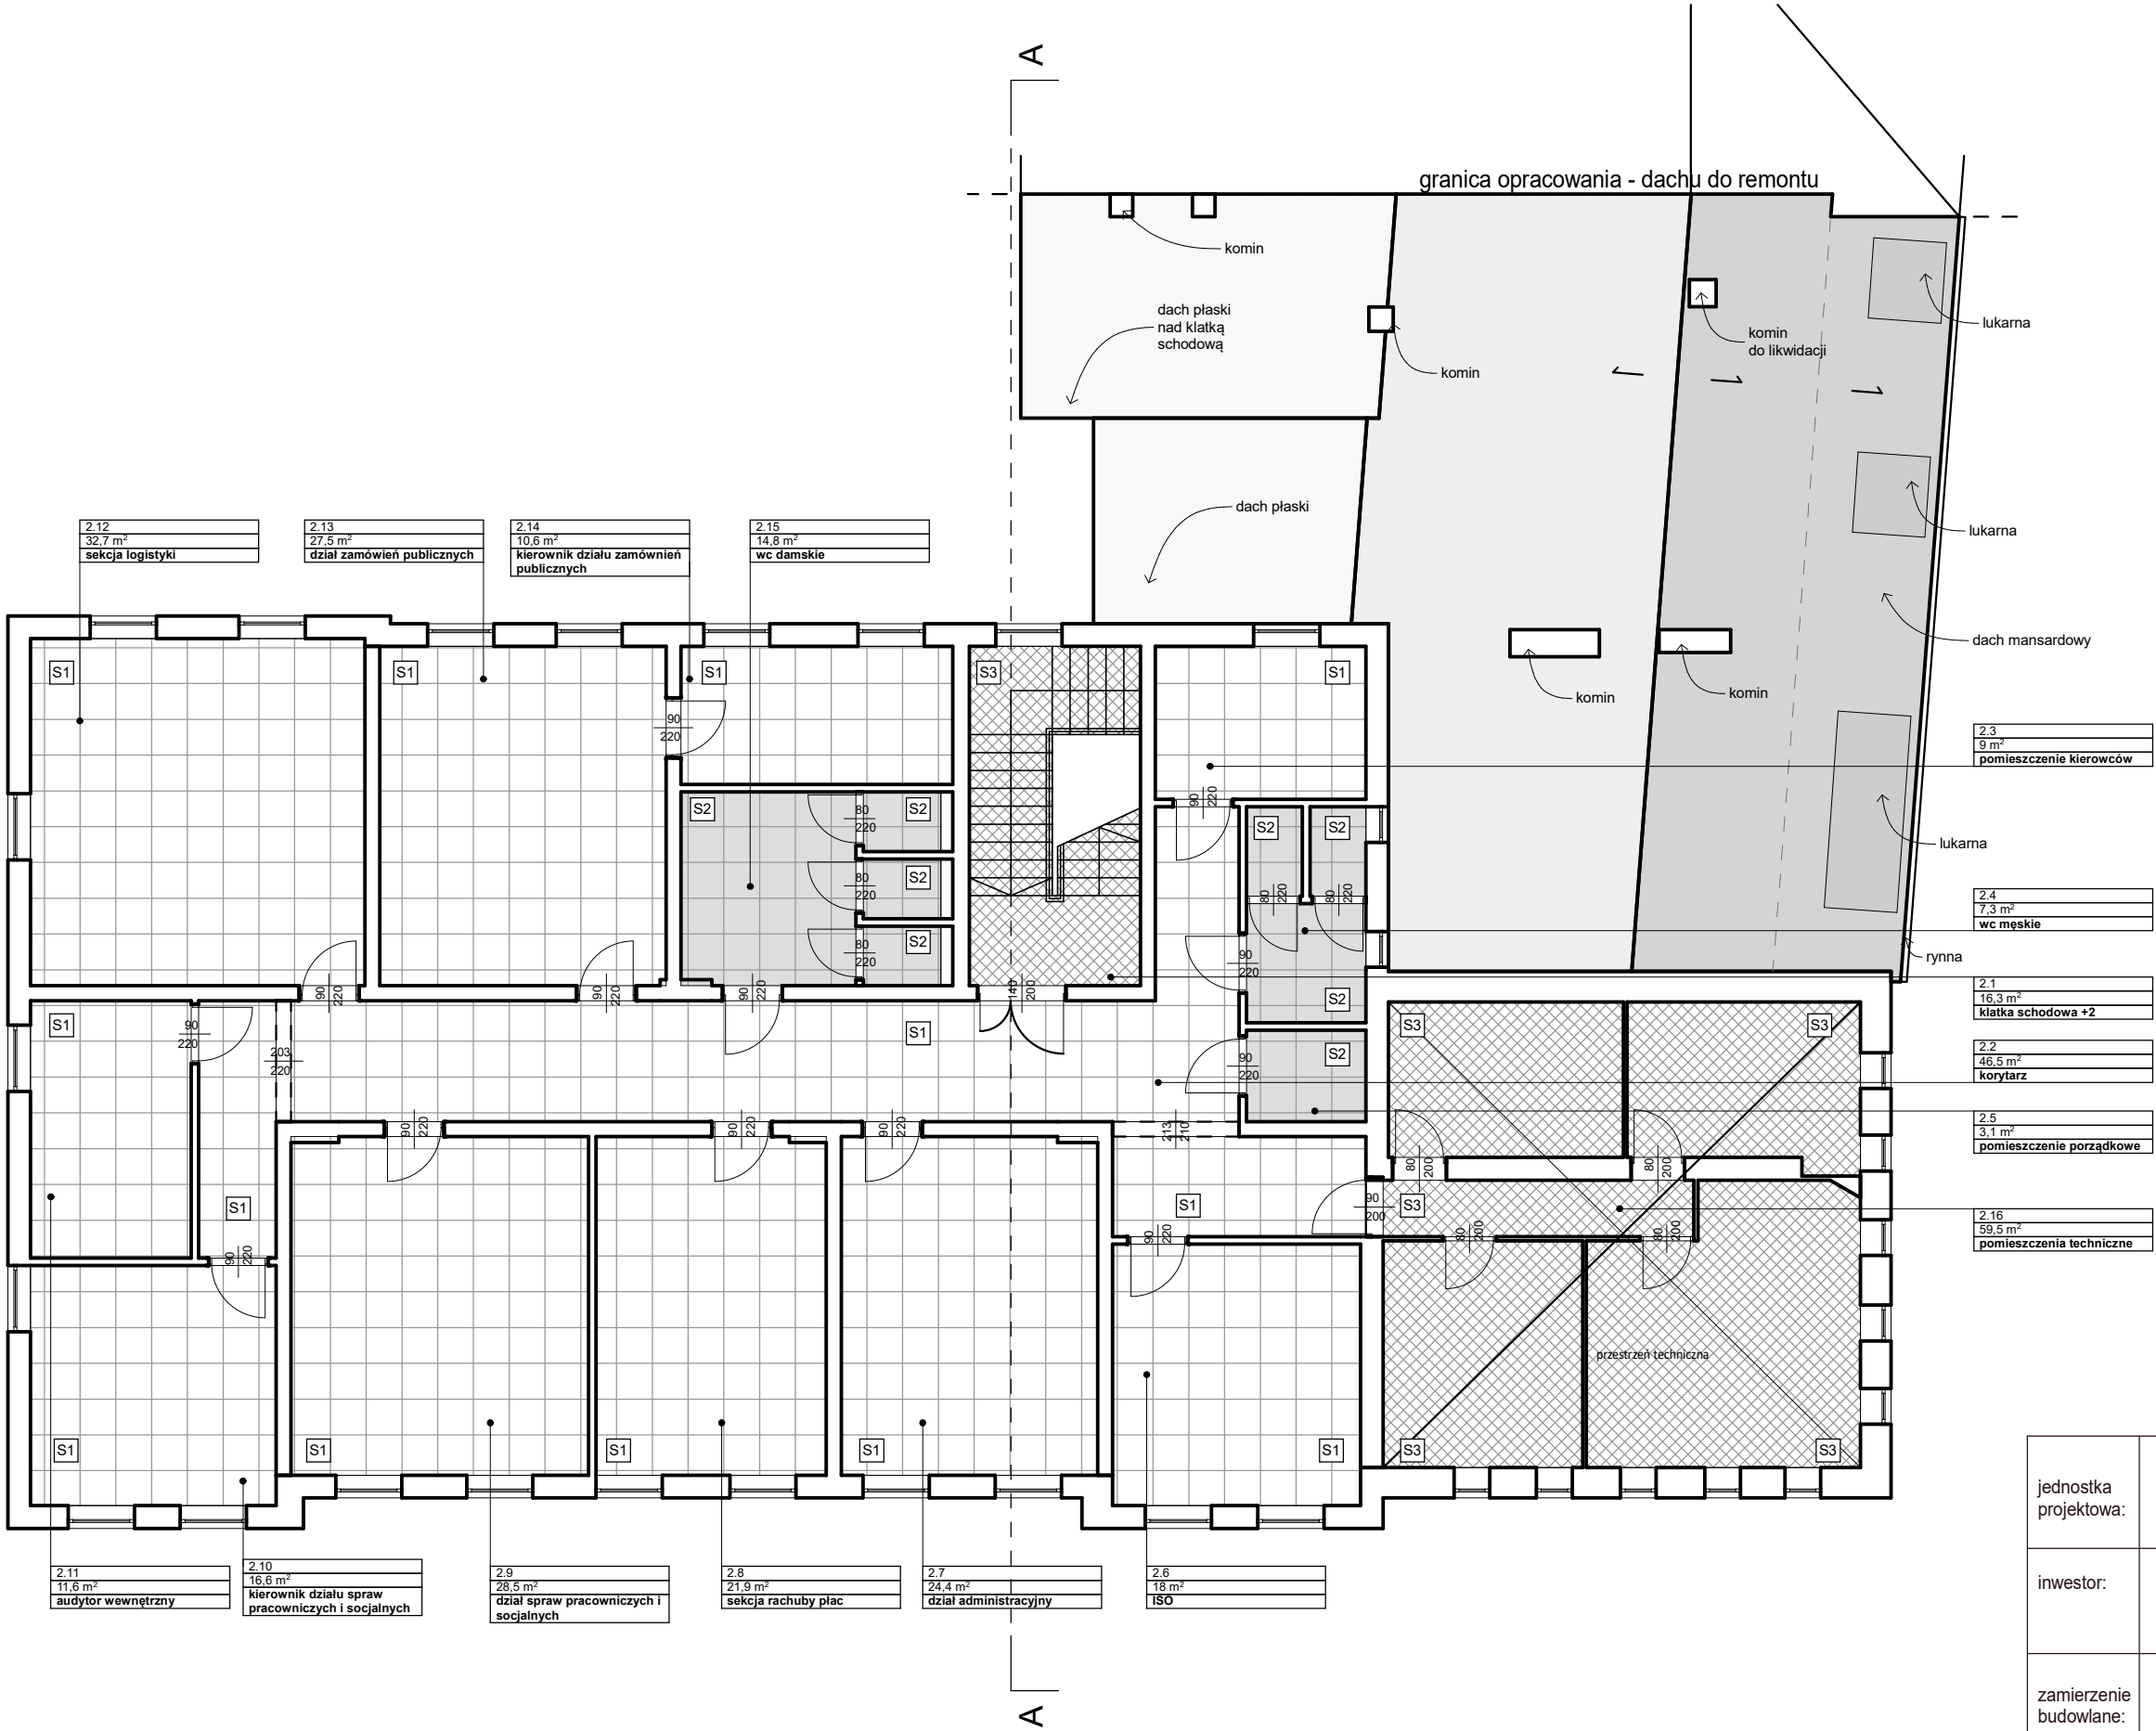 A
granica opracowania - dachu do remontu
komin
dach płaski
nad klatką
schodową
komin
komin
do likwidacji
lukarna
lukarna
dach płaski
2.12
32,7 m²
sekcja logistyki
2.13
27,5 m²
dział zamówień publicznych
2.14
10,6 m²
kierownik działu zamównień
publicznych
2.15
14,8 m²
wc damskie
dach mansardowy
komin
komin
S1
S1
S1
S3
S1
90
220
2.3
9 m²
pomieszczenie kierowców
S2
80
220
S2
90
220
S2
S2
lukarna
80
220
S2
80
220
80
220
2.4
7,3 m²
wc męskie
80
220
S2
90
220
rynna
90
220
90
220
90
220
140
200
S2
2.1
16,3 m²
klatka schodowa +2
S1
90
220
203
220
S1
S2
90
220
S3
S3
2.2
46,5 m²
korytarz
90
220
90
220
90
220
213
210
2.5
3,1 m²
pomieszczenie porządkowe
80
200
80
200
S1
S1
90
200
S3
2.16
59,5 m²
pomieszczenia techniczne
90
220
90
220
80
200
80
200
przestrzeń techniczna
S1
S1
S1
S1
S1
S3
S3
jednostka
projektowa:
inwestor:
zamierzenie
budowlane:
2.11
11,6 m²
audytor wewnętrzny
2.10
16,6 m²
kierownik działu spraw
pracowniczych i socjalnych
2.9
28,5 m²
dział spraw pracowniczych i
socjalnych
2.8
21,9 m²
sekcja rachuby płac
2.7
24,4 m²
dział administracyjny
2.6
18 m²
ISO
A